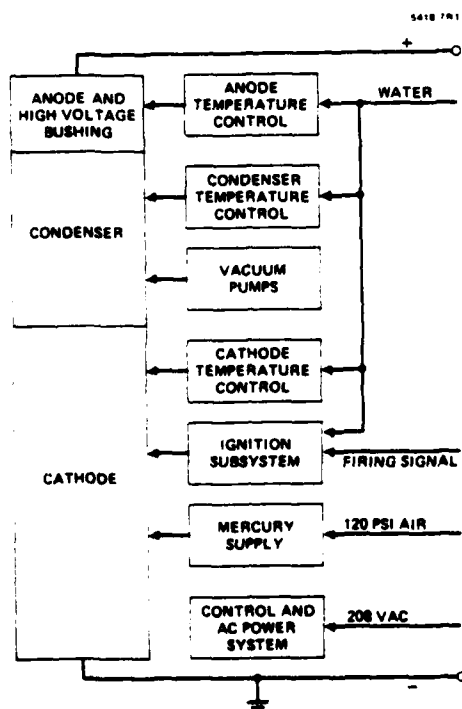 5418 7R1
+
ANODE AND
HIGH VOLTAGE
BUSHING
ANODE
TEMPERATURE
CONTROL
WATER
CONDENSER
CONDENSER
TEMPERATURE
CONTROL
VACUUM
PUMPS
CATHODE
TEMPERATURE
CONTROL
CATHODE
IGNITION
SUBSYSTEM
FIRING SIGNAL
MERCURY
SUPPLY
120 PSI AIR
CONTROL AND
AC POWER
SYSTEM
208 VAC
-